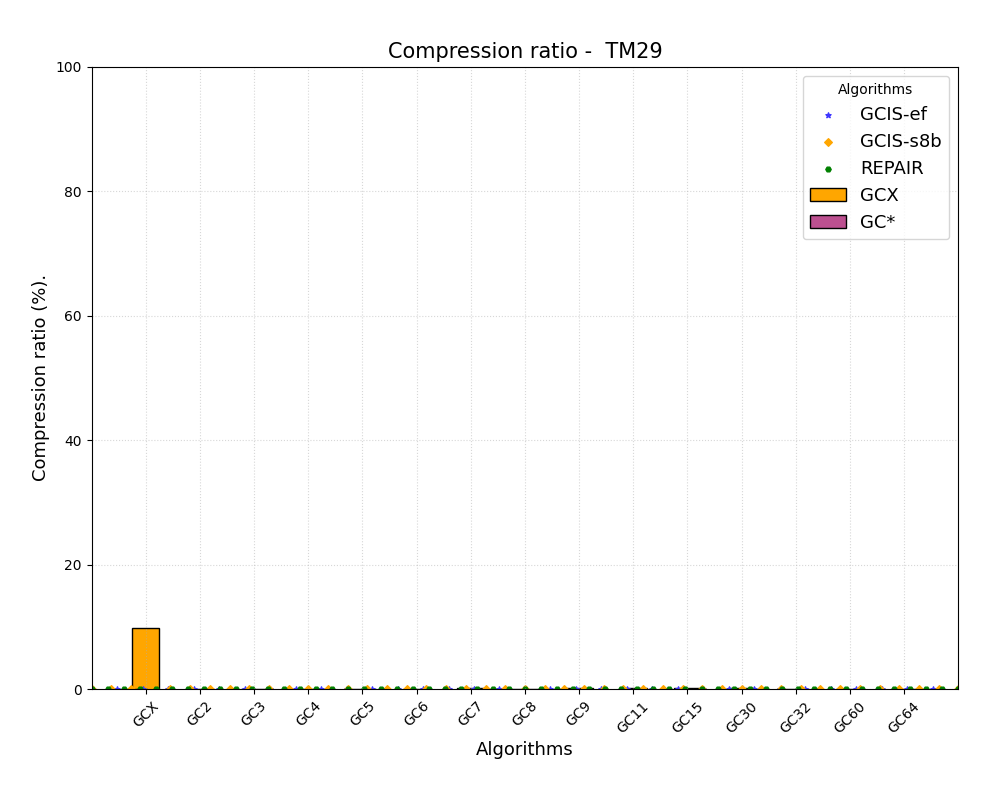 Compression ratio -  TM29
100
80
60
40
20
0
Compression ratio (%).
Algorithms
GCIS-ef
GCIS-s8b
REPAIR
GCX
GC*
GCX
GC2
GC3
GC4
GC5
GC6
GC7
GC8
GC9
GC11
GC15
GC30
GC32
GC60
GC64
Algorithms